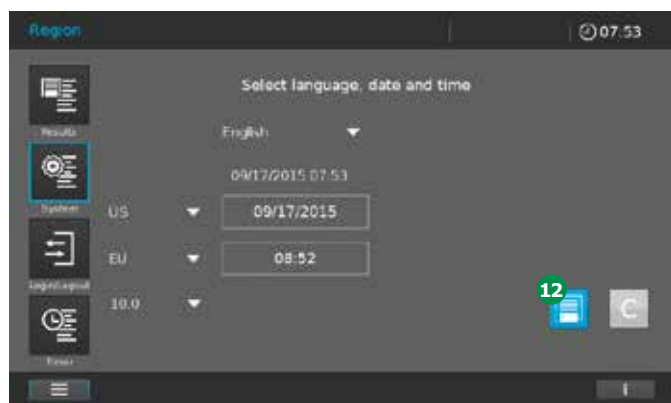 Region
07.53
Select language, date and time
Results
English
09/17/2015 07:53
System
US
09/17/2015
EU
08:52
Login/Logout
10.0
12
C
Timer
i